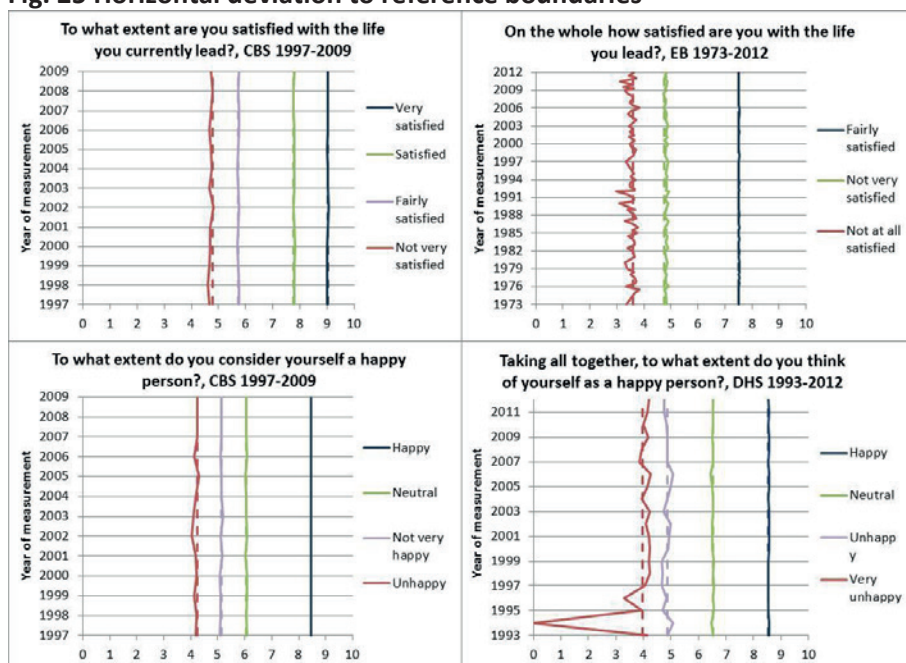 Fig. 23 Horizontal deviation to reference boundaries
To what extent are you satisfied with the life
you currently lead?, CBS 1997-2009
Year of measurement
2009
2008
2007
2006
2005
2004
2003
2002
2001
2000
1999
1998
1997
0 1 2 3 4 5 6 7 8 9 10
Very
satisfied
Satisfied
Fairly
satisfied
Not very
satisfied
On the whole how satisfied are you with the life
you lead?, EB 1973-2012
Year of measurement
2012
2009
2006
2003
2000
1997
1994
1991
1988
1985
1982
1979
1976
1973
0 1 2 3 4 5 6 7 8 9 10
Fairly
satisfied
Not very
satisfied
Not at all
satisfied
To what extent do you consider yourself a happy
person?, CBS 1997-2009
Year of measurement
2009
2008
2007
2006
2005
2004
2003
2002
2001
2000
1999
1998
1997
0 1 2 3 4 5 6 7 8 9 10
Happy
Neutral
Not very
happy
Unhappy
Taking all together, to what extent do you think
of yourself as a happy person?, DHS 1993-2012
Year of measurement
2011
2009
2007
2005
2003
2001
1999
1997
1995
1993
0 1 2 3 4 5 6 7 8 9 10
Happy
Neutral
Unhapp
y
Very
unhappy